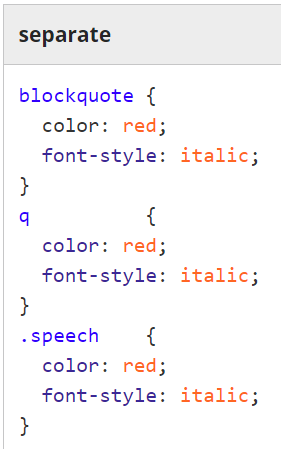 separate
blockquote {
  color: red;
  font-style: italic;
}
q          {
  color: red;
  font-style: italic;
}
.speech    {
  color: red;
  font-style: italic;
}